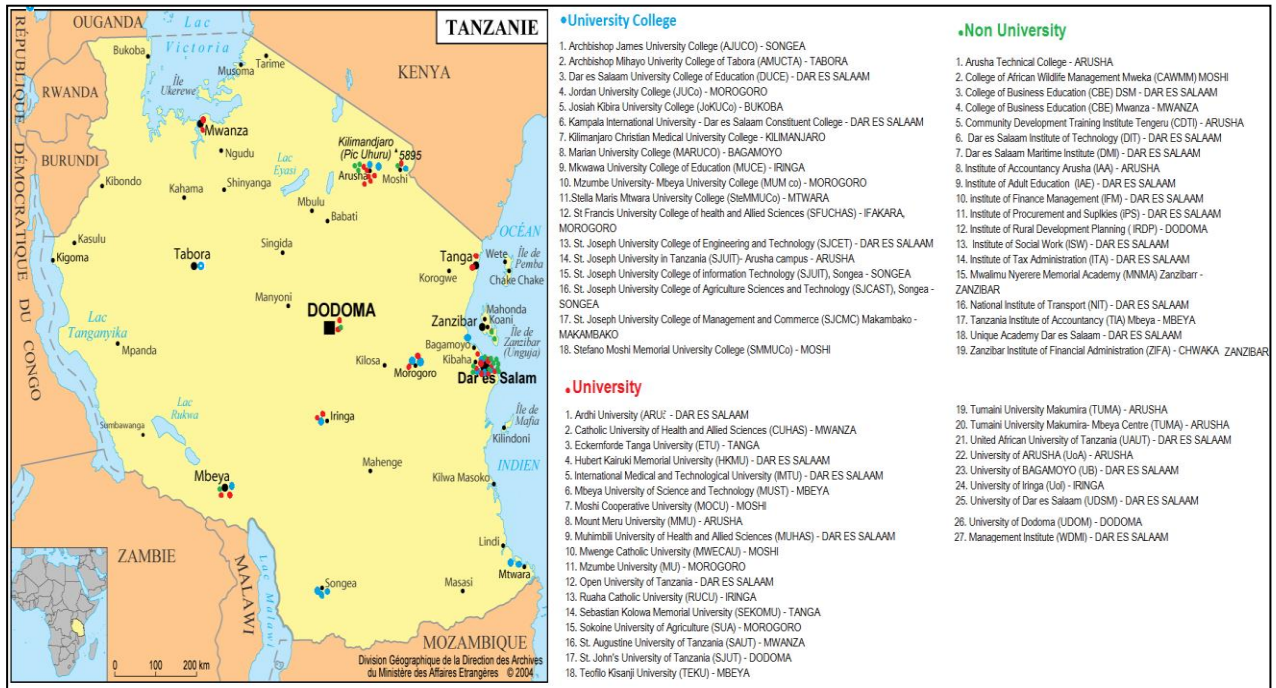 TANZANIE
OUGANDA
Lac
Victoria
Bukoba
Musoma
Tarime
KENYA
Île
Ukerewe
RÉPUBLIQUE DÉMOCRATIQUE DU CONGO
RWANDA
BURUNDI
Mwanza
Ngudu
Kilimandjaro
(Pic Uhuru)
5895
Arusha
Moshi
Lac
Eyasi
Kibondo
Kahama
Shinyanga
Mbulu
Babati
OCÉAN
Kasulu
Kigoma
Tabora
Singida
Tanga
Wete
Île de
Pemba
Chake Chake
Korogwe
Manyoni
DODOMA
Zanzibar
Mahonda
Koani
Île de
Zanzibar
(Unguja)
Lac
Tanganyika
Mpanda
Bagamoyo
Kilosa
Morogoro
Kibaha
Dar es Salam
Lac
Rukwa
Iringa
Île de
Mafia
Sumbawanga
Kilindoni
Mbeya
Mahenge
INDIEN
Kilwa Masoko
ZAMBIE
MALAWI
Lac Malawi
Lindi
Songea
Masasi
Mtwara
MOZAMBIQUE
0 100 200 km
Division Géographique de la Direction des Archives
du Ministère des Affaires Etrangères © 2004
•University College
1. Archbishop James University College (AJUCO) - SONGEA
2. Archbishop Mihayo Univerity College of Tabora (AMUCTA) - TABORA
3. Dar es Salaam University College of Education (DUCE) - DAR ES SALAAM
4. Jordan University College (JUCo) - MOROGORO
5. Josiah Kibira University College (JoKUCo) - BUKOBA
6. Kampala International University - Dar es Salaam Constituent College - DAR ES SALAAM
7. Kilimanjaro Christian Medical University College - KILIMANJARO
8. Marian University College (MARUCO) - BAGAMOYO
9. Mkwawa University College of Education (MUCE) - IRINGA
10. Mzumbe University- Mbeya University College (MUM co) - MOROGORO
11.Stella Maris Mtwara University College (SteMMUCo) - MTWARA
12. St Francis University College of health and Allied Sciences (SFUCHAS) - IFAKARA,
MOROGORO
13. St. Joseph University College of Engineering and Technology (SJCET) - DAR ES SALAAM
14. St. Joseph University in Tanzania (SJUIT)- Arusha campus - ARUSHA
15. St. Joseph University College of information Technology (SJUIT), Songea - SONGEA
16. St. Joseph University College of Agriculture Sciences and Technology (SJCAST), Songea -
SONGEA
17. St. Joseph University College of Management and Commerce (SJCMC) Makambako -
MAKAMBAKO
18. Stefano Moshi Memorial University College (SMMUCo) - MOSHI
•Non University
1. Arusha Technical College - ARUSHA
2. College of African Wildlife Management Mweka (CAWMM) MOSHI
3. College of Business Education (CBE) DSM - DAR ES SALAAM
4. College of Business Education (CBE) Mwanza - MWANZA
5. Community Development Training Institute Tengeru (CDTI) - ARUSHA
6. Dar es Salaam Institute of Technology (DIT) - DAR ES SALAAM
7. Dar es Salaam Maritime Institute (DMI) - DAR ES SALAAM
8. Institute of Accountancy Arusha (IAA) - ARUSHA
9. Institute of Adult Education (IAE) - DAR ES SALAAM
10. institute of Finance Management (IFM) - DAR ES SALAAM
11. Institute of Procurement and Suplkies (iPS) - DAR ES SALAAM
12. Institute of Rural Development Planning ( IRDP) - DODOMA
13. Institute of Social Work (ISW) - DAR ES SALAAM
14. Institute of Tax Administration (ITA) - DAR ES SALAAM
15. Mwalimu Nyerere Memorial Academy (MNMA) Zanzibarr -
ZANZIBAR
16. National Institute of Transport (NIT) - DAR ES SALAAM
17. Tanzania Institute of Accountancy (TIA) Mbeya - MBEYA
18. Unique Academy Dar es Salaam - DAR ES SALAAM
19. Zanzibar Institute of Financial Administration (ZIFA) - CHWAKA ZANZIBAR
•University
1. Ardhi University (ARU: - DAR ES SALAAM
2. Catholic University of Health and Allied Sciences (CUHAS) - MWANZA
3. Eckernforde Tanga University (ETU) - TANGA
4. Hubert Kairuki Memorial University (HKMU) - DAR ES SALAAM
5. International Medical and Technological University (IMTU) - DAR ES SALAAM
6. Mbeya University of Science and Technology (MUST) - MBEYA
7. Moshi Cooperative University (MOCU) - MOSHI
8. Mount Meru University (MMU) - ARUSHA
9. Muhimbili University of Health and Allied Sciences (MUHAS) - DAR ES SALAAM
10. Mwenge Catholic University (MWECAU) - MOSHI
11. Mzumbe University (MU) - MOROGORO
12. Open University of Tanzania - DAR ES SALAAM
13. Ruaha Catholic University (RUCU) - IRINGA
14. Sebastian Kolowa Memorial University (SEKOMU) - TANGA
15. Sokoine University of Agriculture (SUA) - MOROGORO
16. St. Augustine University of Tanzania (SAUT) - MWANZA
17. St. John's University of Tanzania (SJUT) - DODOMA
18. Teofilo Kisanji University (TEKU) - MBEYA
19. Tumaini University Makumira (TUMA) - ARUSHA
20. Tumaini University Makumira- Mbeya Centre (TUMA) - ARUSHA
21. United African University of Tanzania (UAUT) - DAR ES SALAAM
22. University of ARUSHA (UoA) - ARUSHA
23. University of BAGAMOYO (UB) - DAR ES SALAAM
24. University of Iringa (UoI) - IRINGA
25. University of Dar es Salaam (UDSM) - DAR ES SALAAM
26. University of Dodoma (UDOM) - DODOMA
27. Management Institute (WDMI) - DAR ES SALAAM